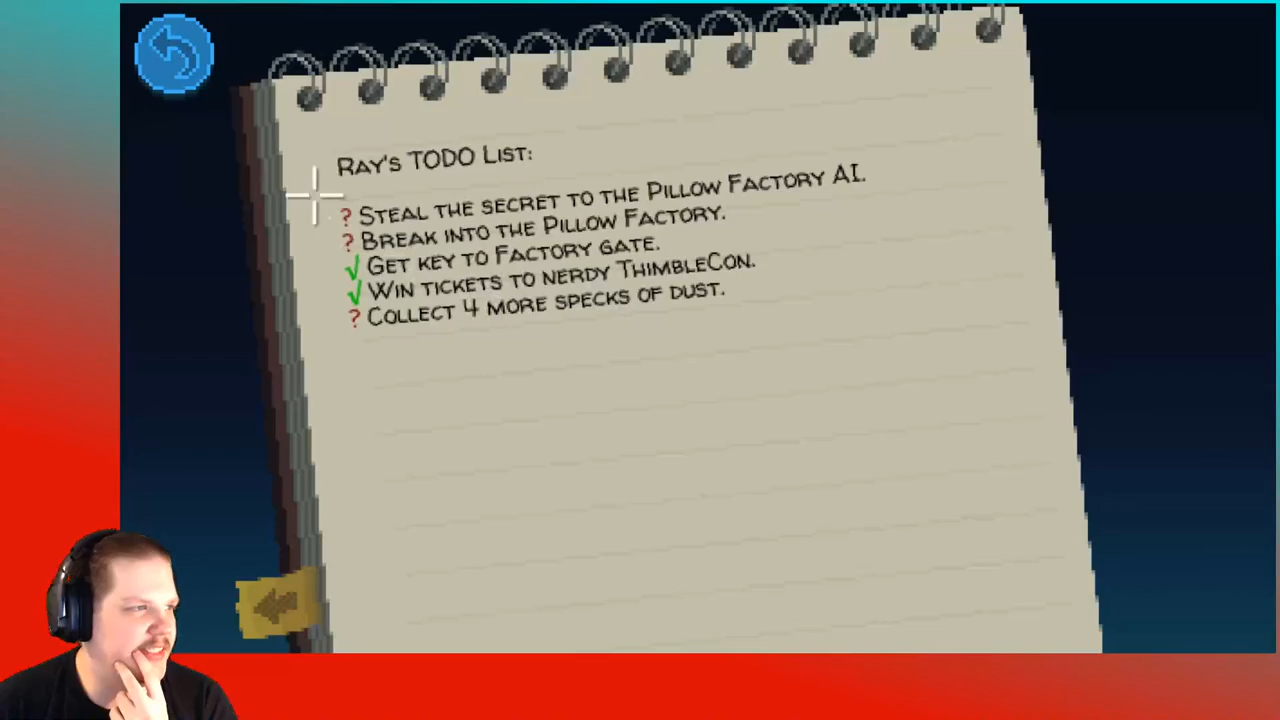 Ray's TODO List:
? Steal the secret to the Pillow Factory AI.
? Break into the Pillow Factory.
√ Get key to Factory gate.
√ Win tickets to nerdy ThimbleCon.
? Collect 4 more specks of dust.